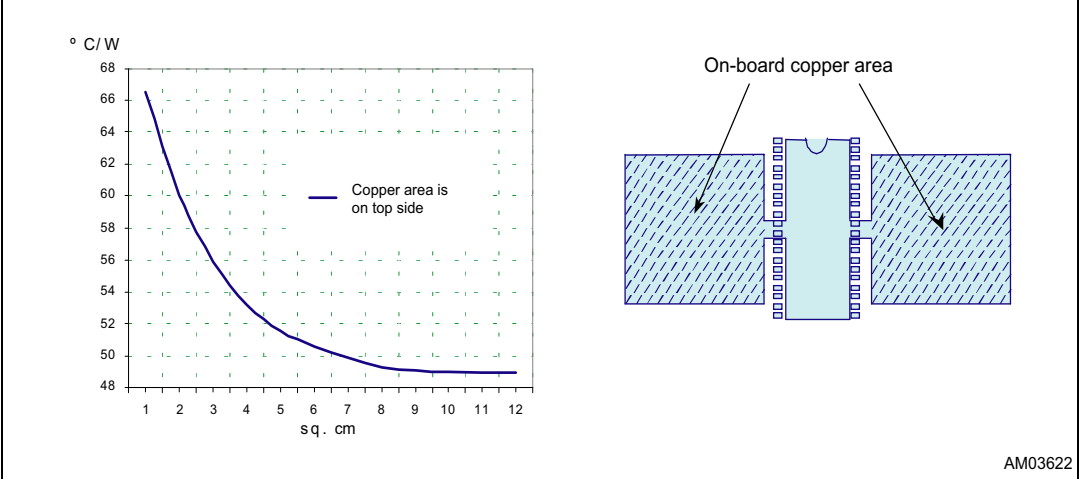 º C/ W
68
66
64
62
60
58
56
54
52
50
48
1 2 3 4 5 6 7 8 9 10 11 12
sq. cm
Copper area is
on top side
On-board copper area
AM03622